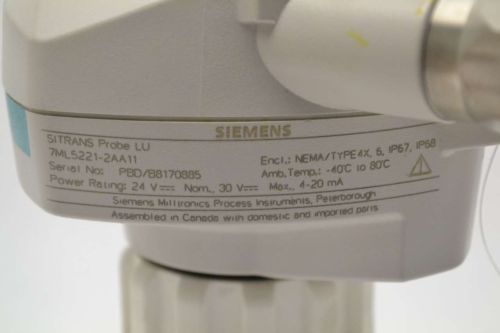 SIEMENS
SITRANS Probe LU
7ML5221-2AA11
Serial No: PBD/B8170885
Encl.: NEMA/TYPE4X, 6, IP67, IP68
Amb.Temp.: -40°C to 80°C
Power Rating: 24 V⎓ Nom., 30 V⎓ Max., 4-20 mA
Siemens Milltronics Process Instruments, Peterborough
Assembled in Canada with domestic and imported parts